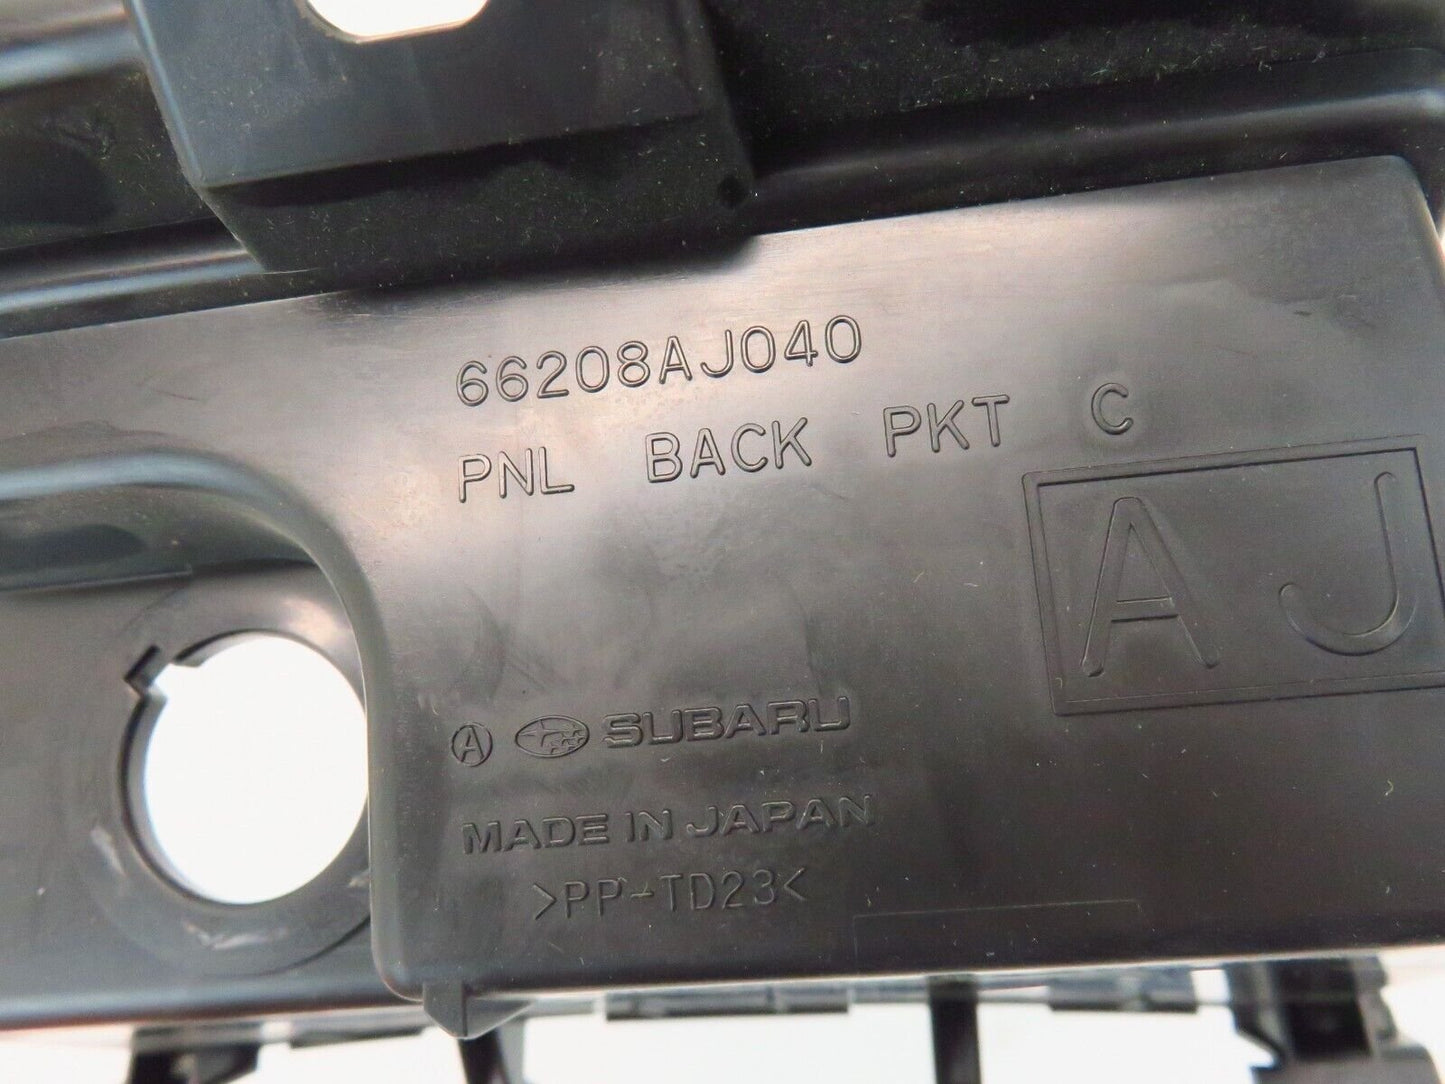 66208AJ040
PNL BACK PKT C
AJ
A SUBARU
MADE IN JAPAN
>PP-TD23<